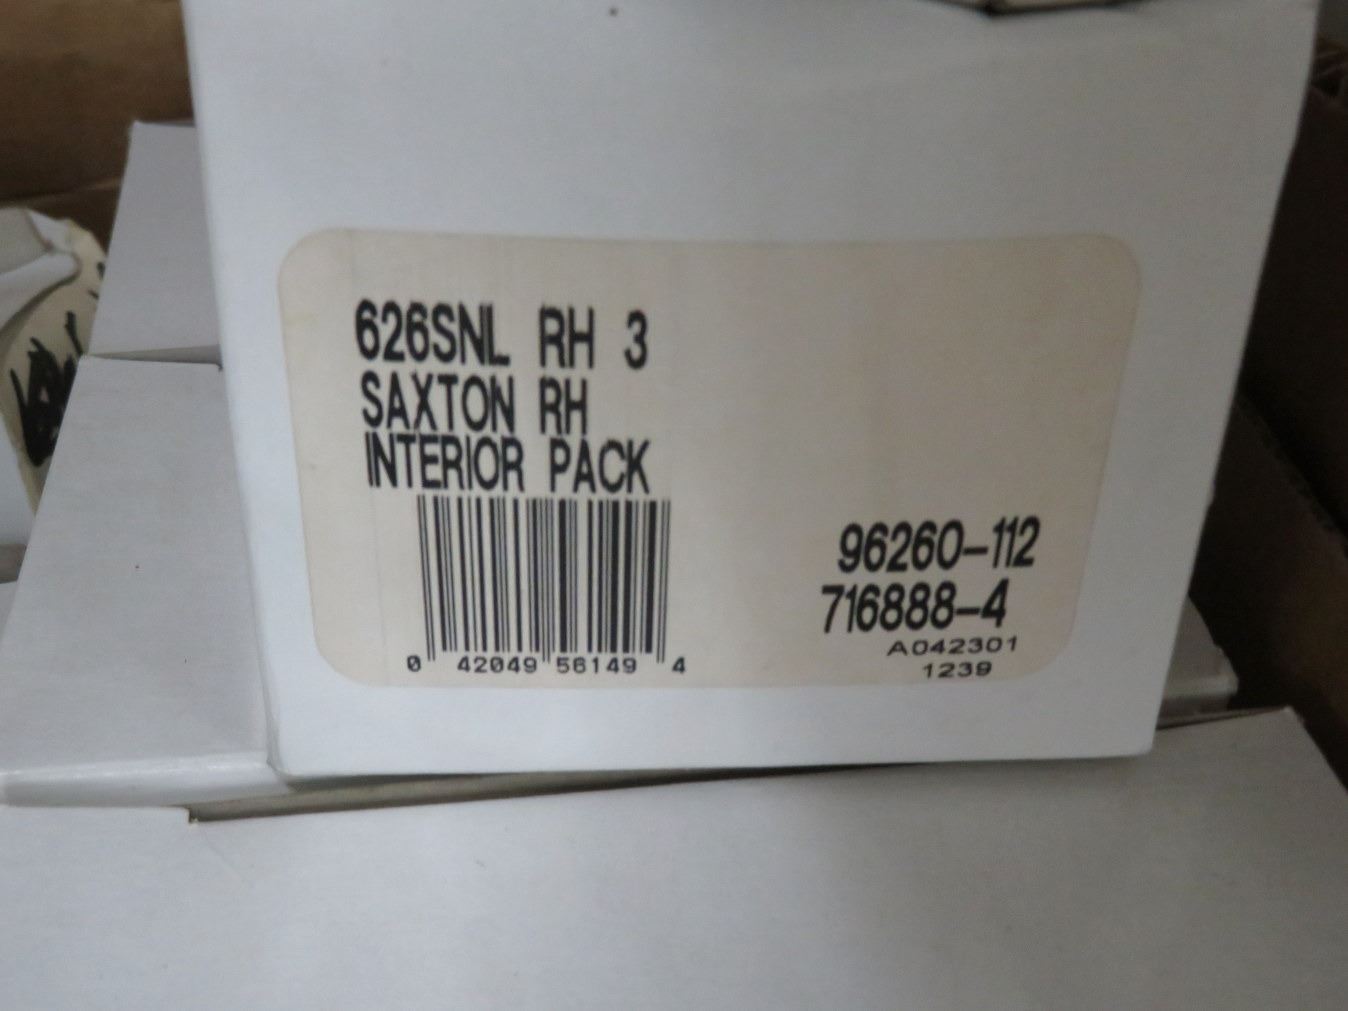 626SNL RH 3
SAXTON RH
INTERIOR PACK
0 42049 56149 4
96260-112
716888-4
A042301
1239